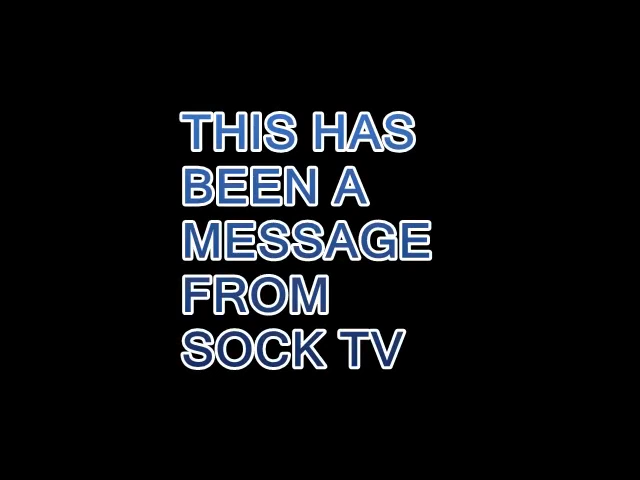 THIS HAS
BEEN A
MESSAGE
FROM
SOCK TV